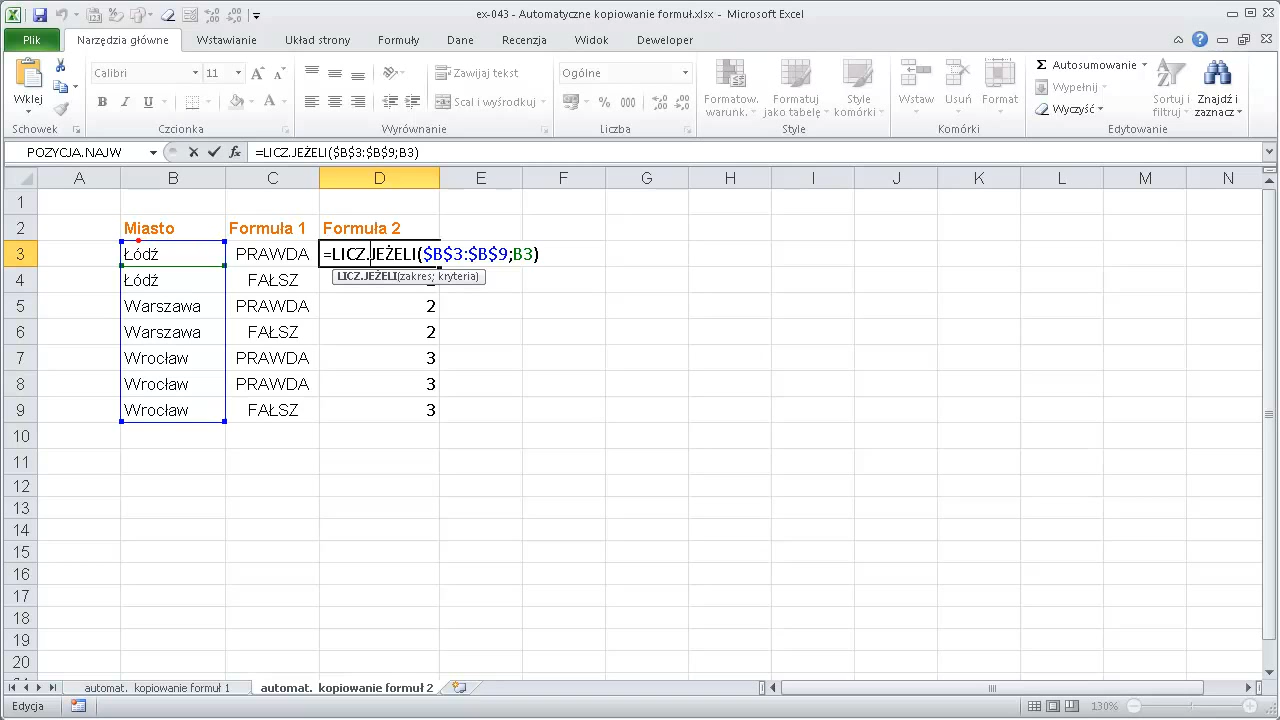 ex-043 - Automatyczne kopiowanie formuł.xlsx - Microsoft Excel
Plik Narzędzia główne Wstawianie Układ strony Formuły Dane Recenzja Widok Deweloper
Wklej
Calibri 11
Zawijaj tekst
Scal i wyśrodkuj
Ogólne
Formatow. warunk.
Formatuj jako tabelę
Style komórki
Wstaw Usuń Format
Σ Autosumowanie
Wypełnij
Wyczyść
Sortuj i filtruj
Znajdź i zaznacz
Schowek Czcionka Wyrównanie Liczba Style Komórki Edytowanie
POZYCJA.NAJW =LICZ.JEŻELI($B$3:$B$9;B3)
A B C D E F G H I J K L M N
1
2 Miasto Formuła 1 Formuła 2
3 Łódź PRAWDA =LICZ.JEŻELI($B$3:$B$9;B3)
LICZ.JEŻELI(zakres; kryteria)
4 Łódź FAŁSZ
5 Warszawa PRAWDA 2
6 Warszawa FAŁSZ 2
7 Wrocław PRAWDA 3
8 Wrocław PRAWDA 3
9 Wrocław FAŁSZ 3
10
11
12
13
14
15
16
17
18
19
20
automat. kopiowanie formuł 1 automat. kopiowanie formuł 2
Edycja 130%